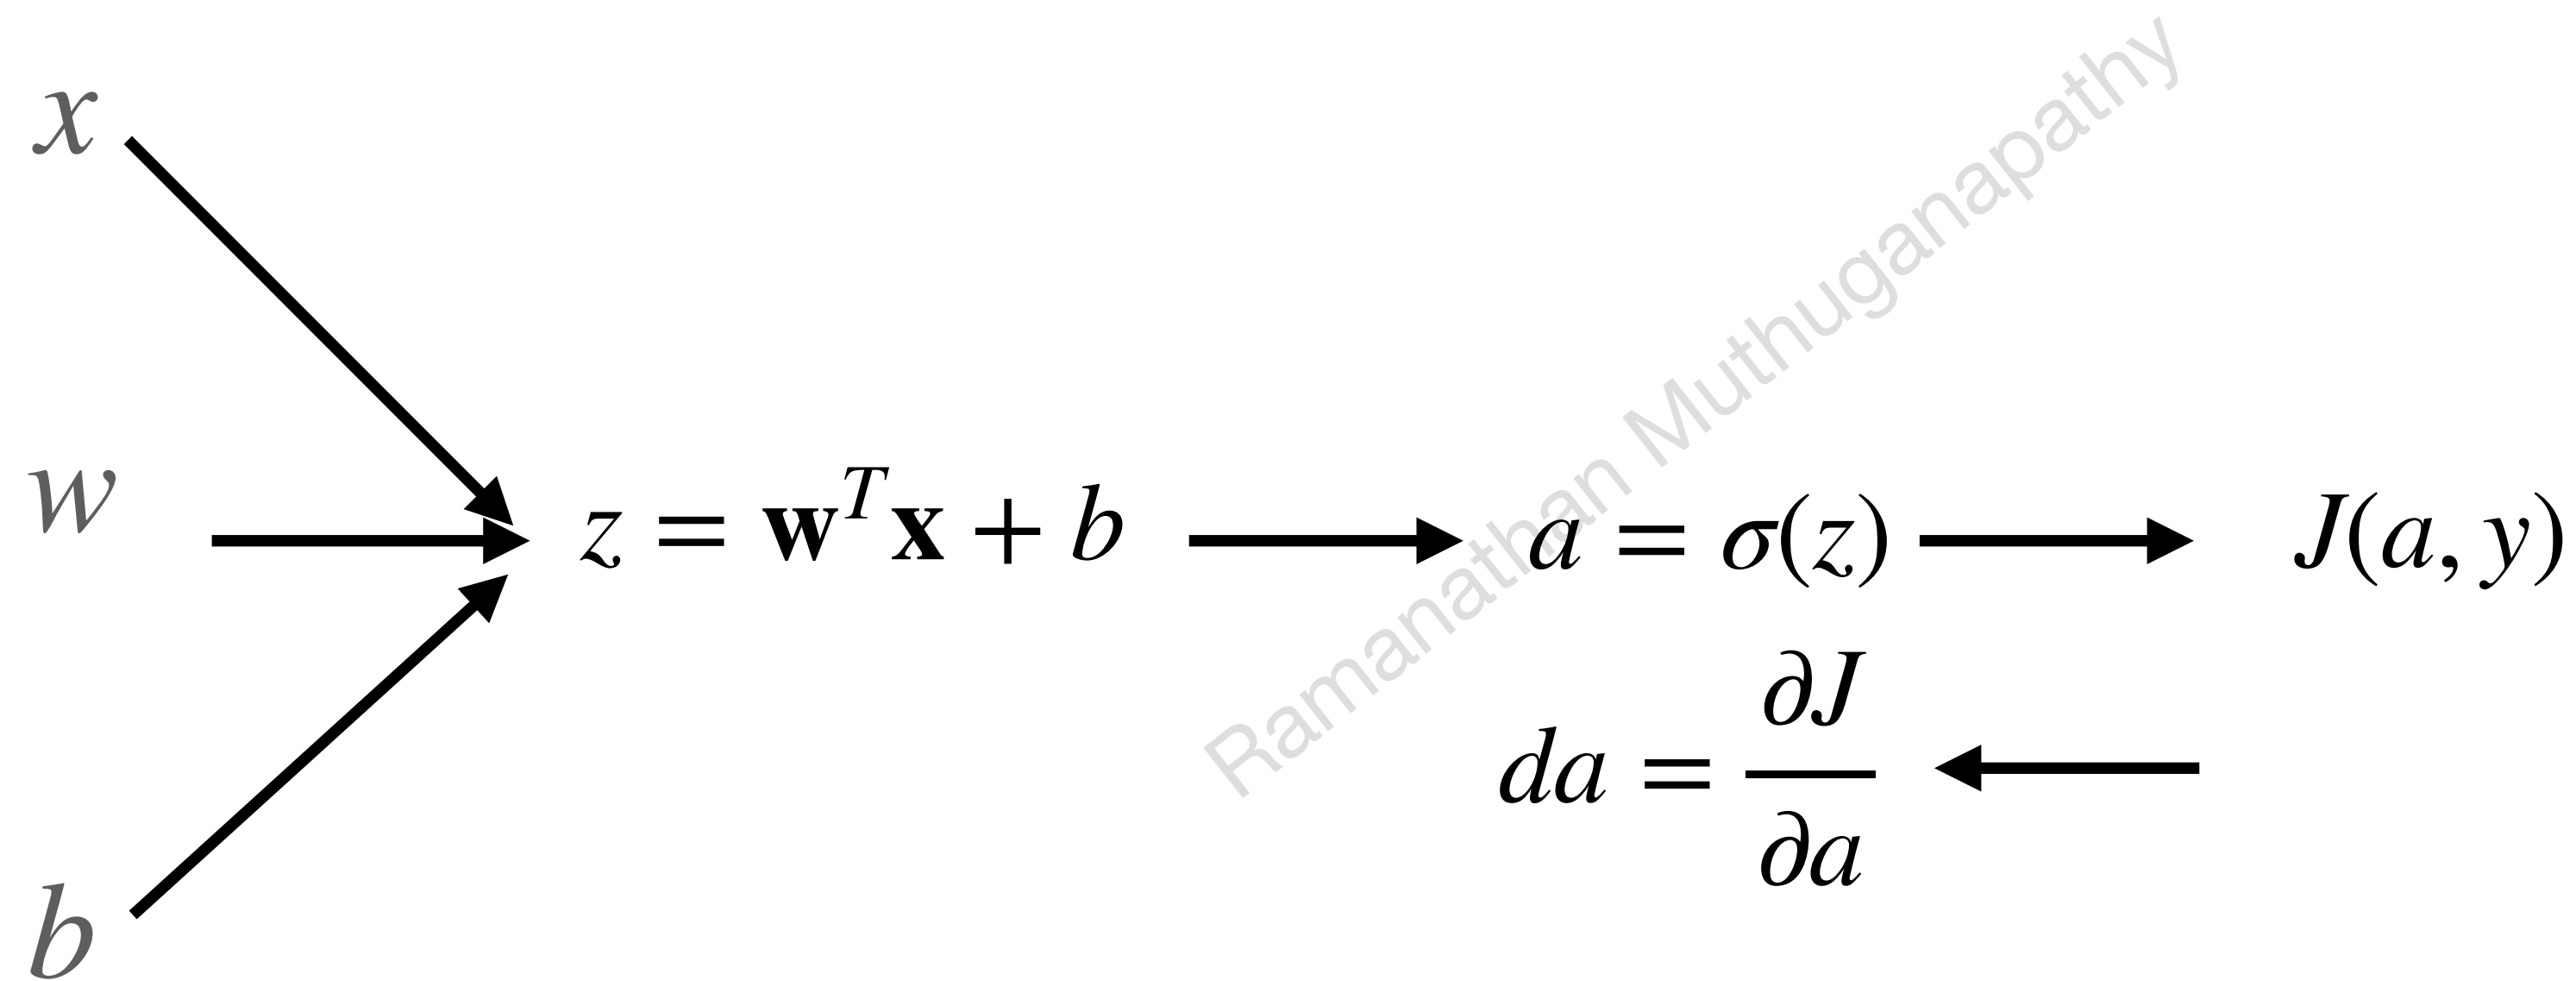 x
w
b
z = w^T x + b
a = σ(z)
J(a, y)
da = ∂J/∂a
Ramanathan Muthuganapathy